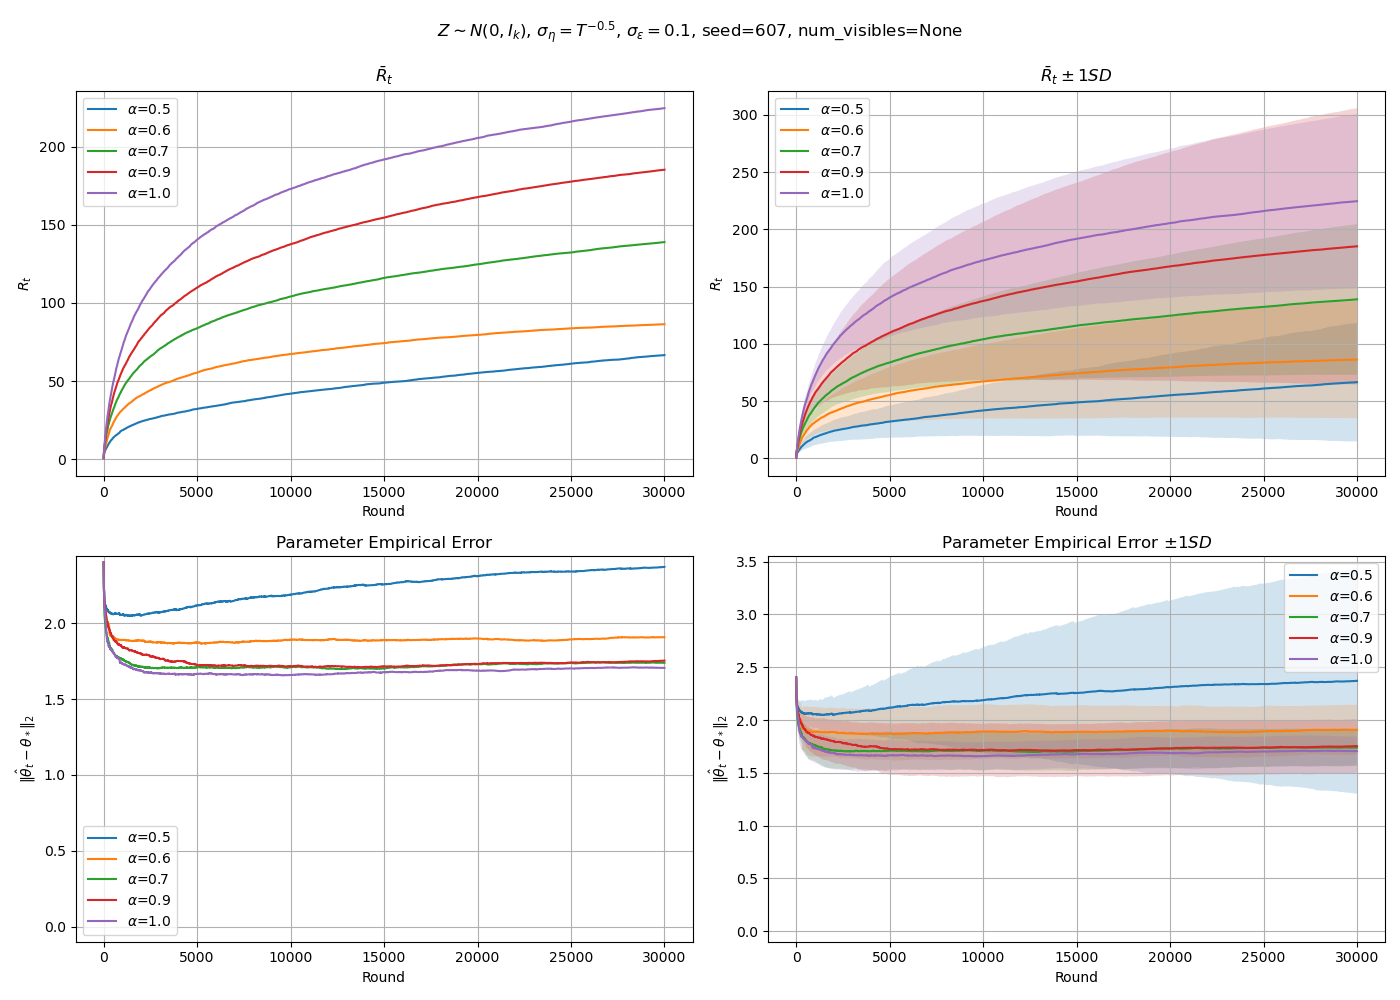 Z ∼ N(0, I_k), σ_η = T^{−0.5}, σ_ε = 0.1, seed=607, num_visibles=None
R̄_t
R_t
200
150
100
50
0
α=0.5
α=0.6
α=0.7
α=0.9
α=1.0
0 5000 10000 15000 20000 25000 30000
Round
R̄_t ± 1SD
R_t
300
250
200
150
100
50
0
α=0.5
α=0.6
α=0.7
α=0.9
α=1.0
0 5000 10000 15000 20000 25000 30000
Round
Parameter Empirical Error
‖θ̂_t − θ_*‖_2
2.0
1.5
1.0
0.5
0.0
α=0.5
α=0.6
α=0.7
α=0.9
α=1.0
0 5000 10000 15000 20000 25000 30000
Round
Parameter Empirical Error ±1SD
‖θ̂_t − θ_*‖_2
3.5
3.0
2.5
2.0
1.5
1.0
0.5
0.0
α=0.5
α=0.6
α=0.7
α=0.9
α=1.0
0 5000 10000 15000 20000 25000 30000
Round